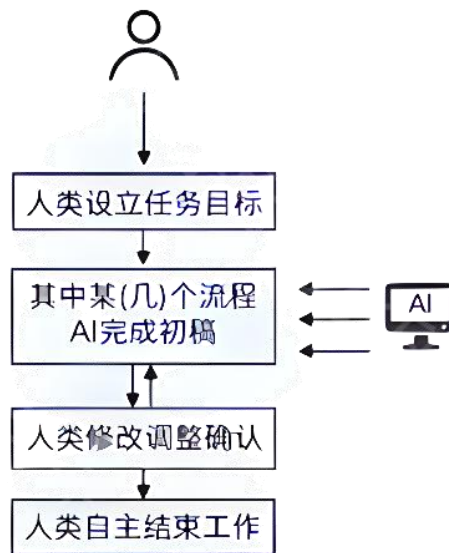 人类设立任务目标
其中某(几)个流程
AI完成初稿
AI
人类修改调整确认
人类自主结束工作